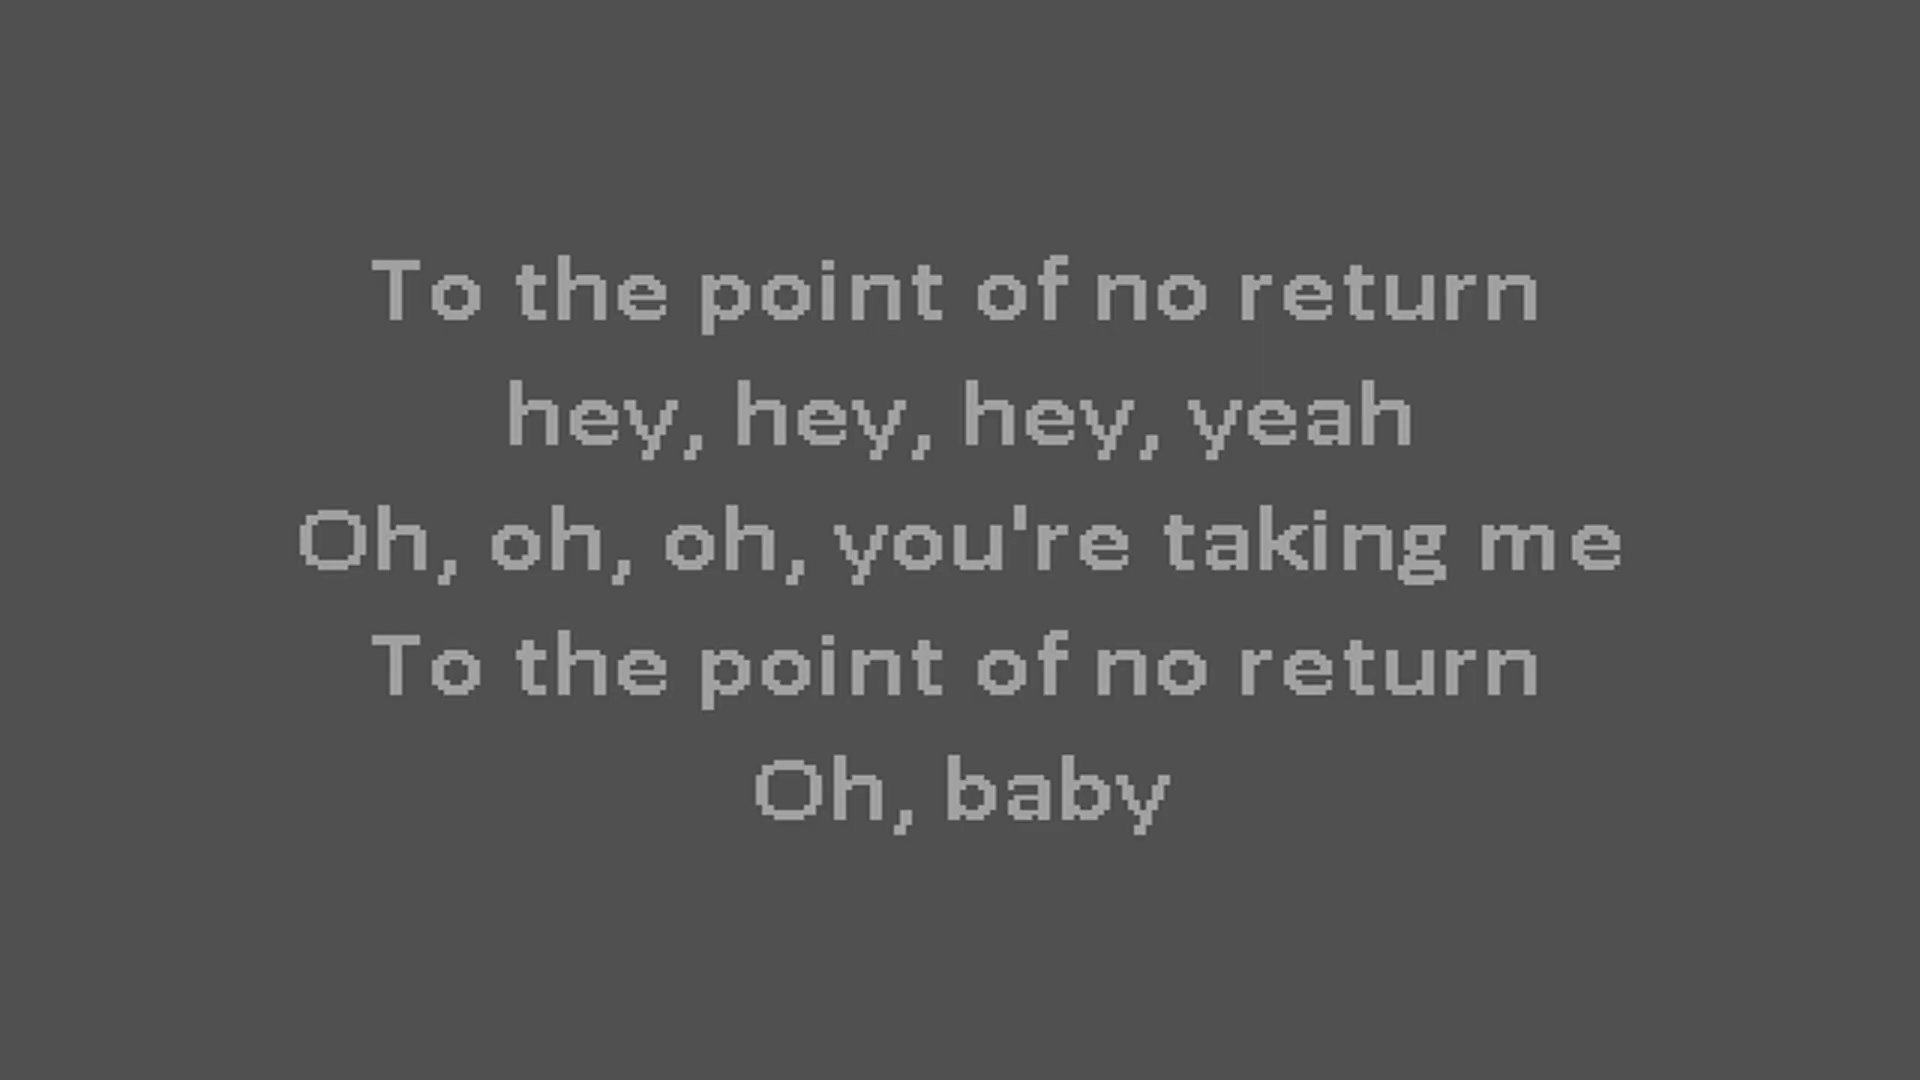 To the point of no return
hey, hey, hey, yeah
Oh, oh, oh, you're taking me
To the point of no return
Oh, baby